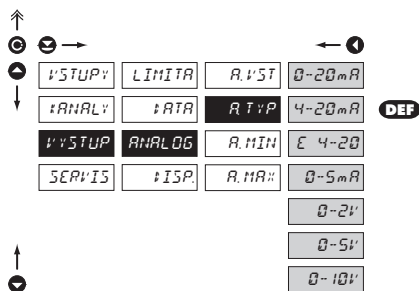 VSTUPY LIMITA A.VST 0-20mA
KANALY DATA A.TYP 4-20mA DEF
VYSTUP ANALOG A.MIN E 4-20
SERVIS DISP. A.MAX 0-5mA
0-2V
0-5V
0-10V